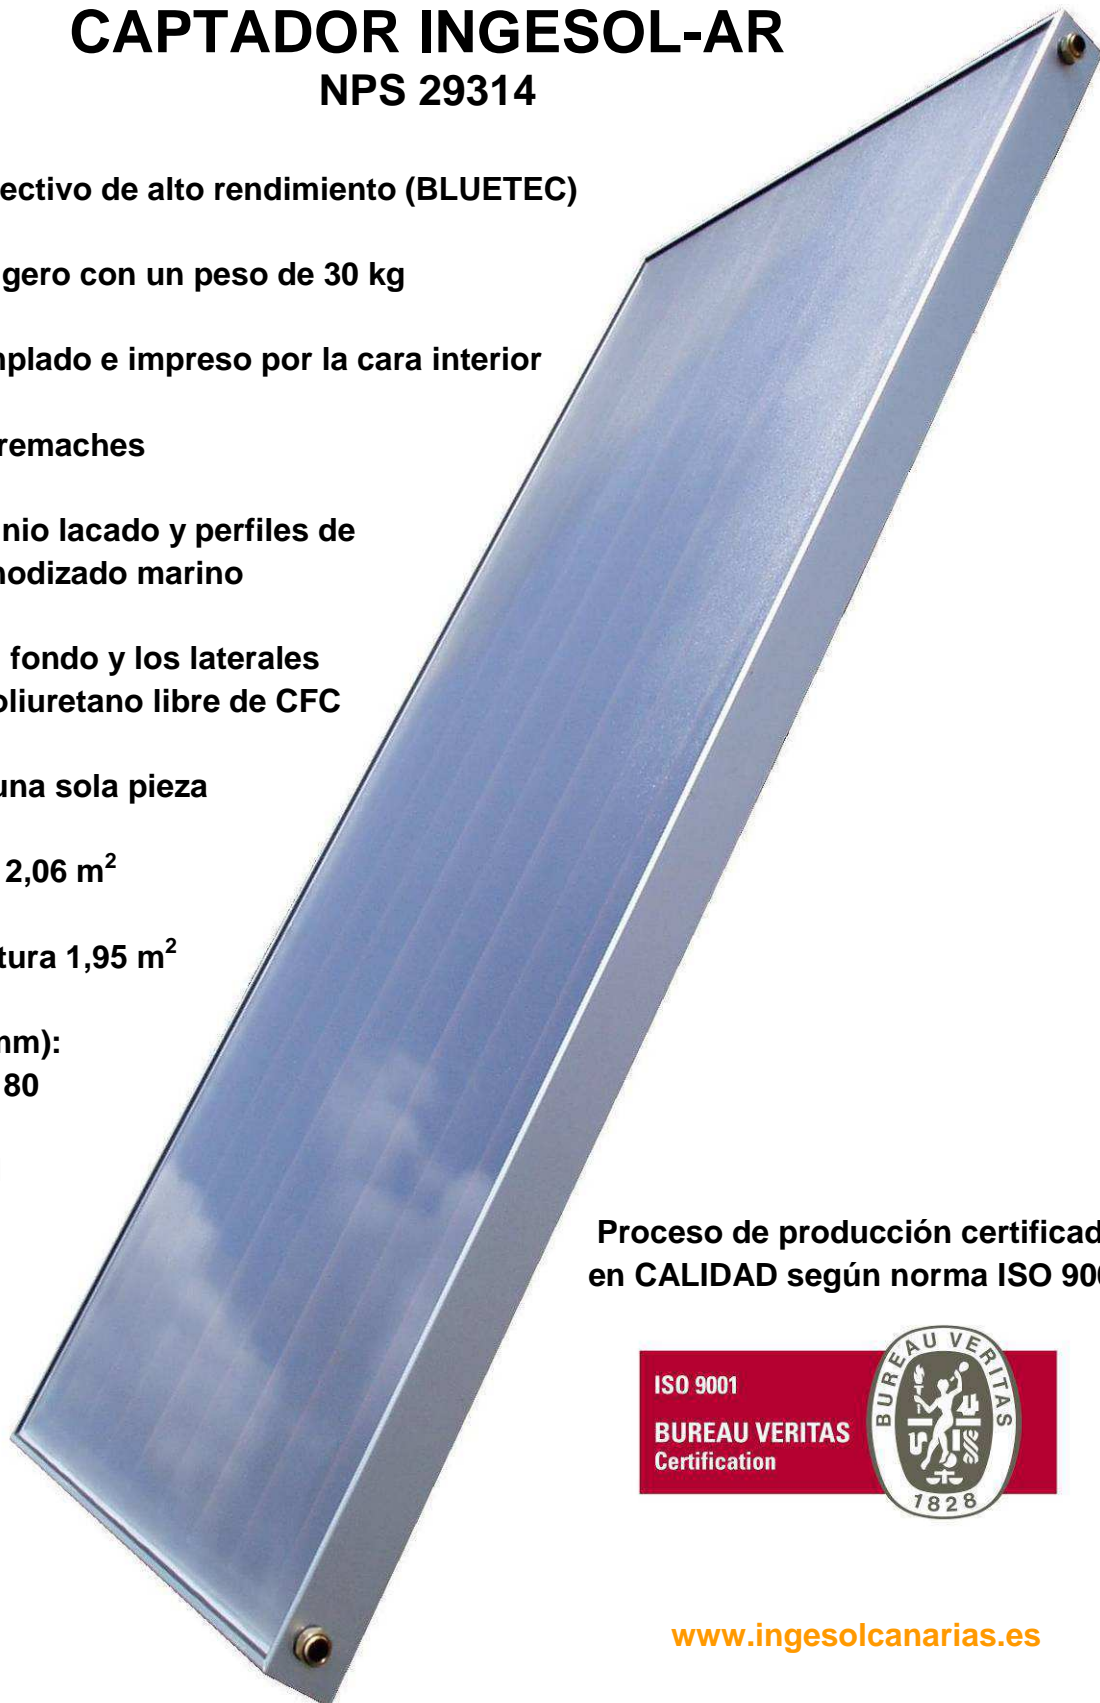 CAPTADOR INGESOL-AR
NPS 29314
ectivo de alto rendimiento (BLUETEC)
gero con un peso de 30 kg
nplado e impreso por la cara interior
remaches
nio lacado y perfiles de
nodizado marino
fondo y los laterales
oliuretano libre de CFC
una sola pieza
2,06 m²
tura 1,95 m²
mm):
80
Proceso de producción certificad
en CALIDAD según norma ISO 900
ISO 9001
BUREAU VERITAS
Certification
BUREAU VERITAS
1828
www.ingesolcanarias.es